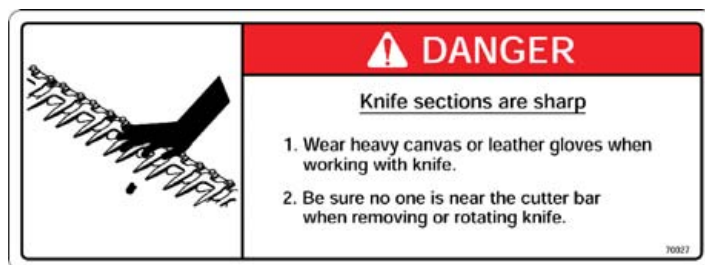 DANGER
Knife sections are sharp
1. Wear heavy canvas or leather gloves when
working with knife.
2. Be sure no one is near the cutter bar
when removing or rotating knife.
70027